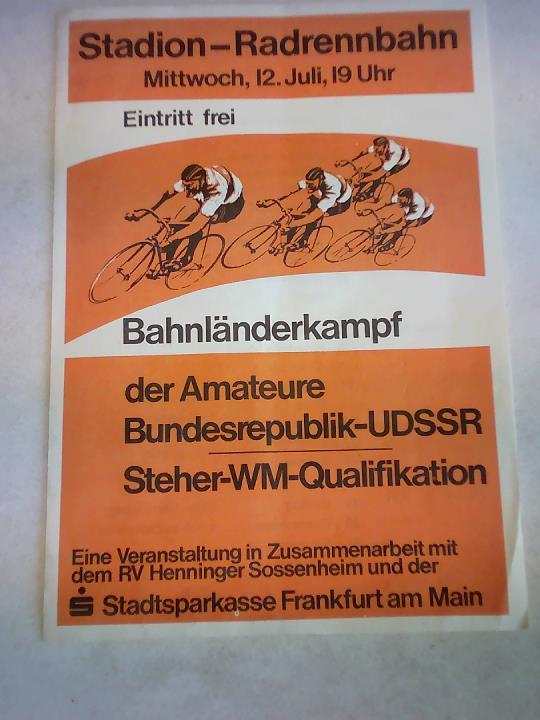 Stadion–Radrennbahn
Mittwoch, 12. Juli, 19 Uhr
Eintritt frei
Bahnländerkampf
der Amateure
Bundesrepublik-UDSSR
Steher-WM-Qualifikation
Eine Veranstaltung in Zusammenarbeit mit
dem RV Henninger Sossenheim und der
Stadtsparkasse Frankfurt am Main